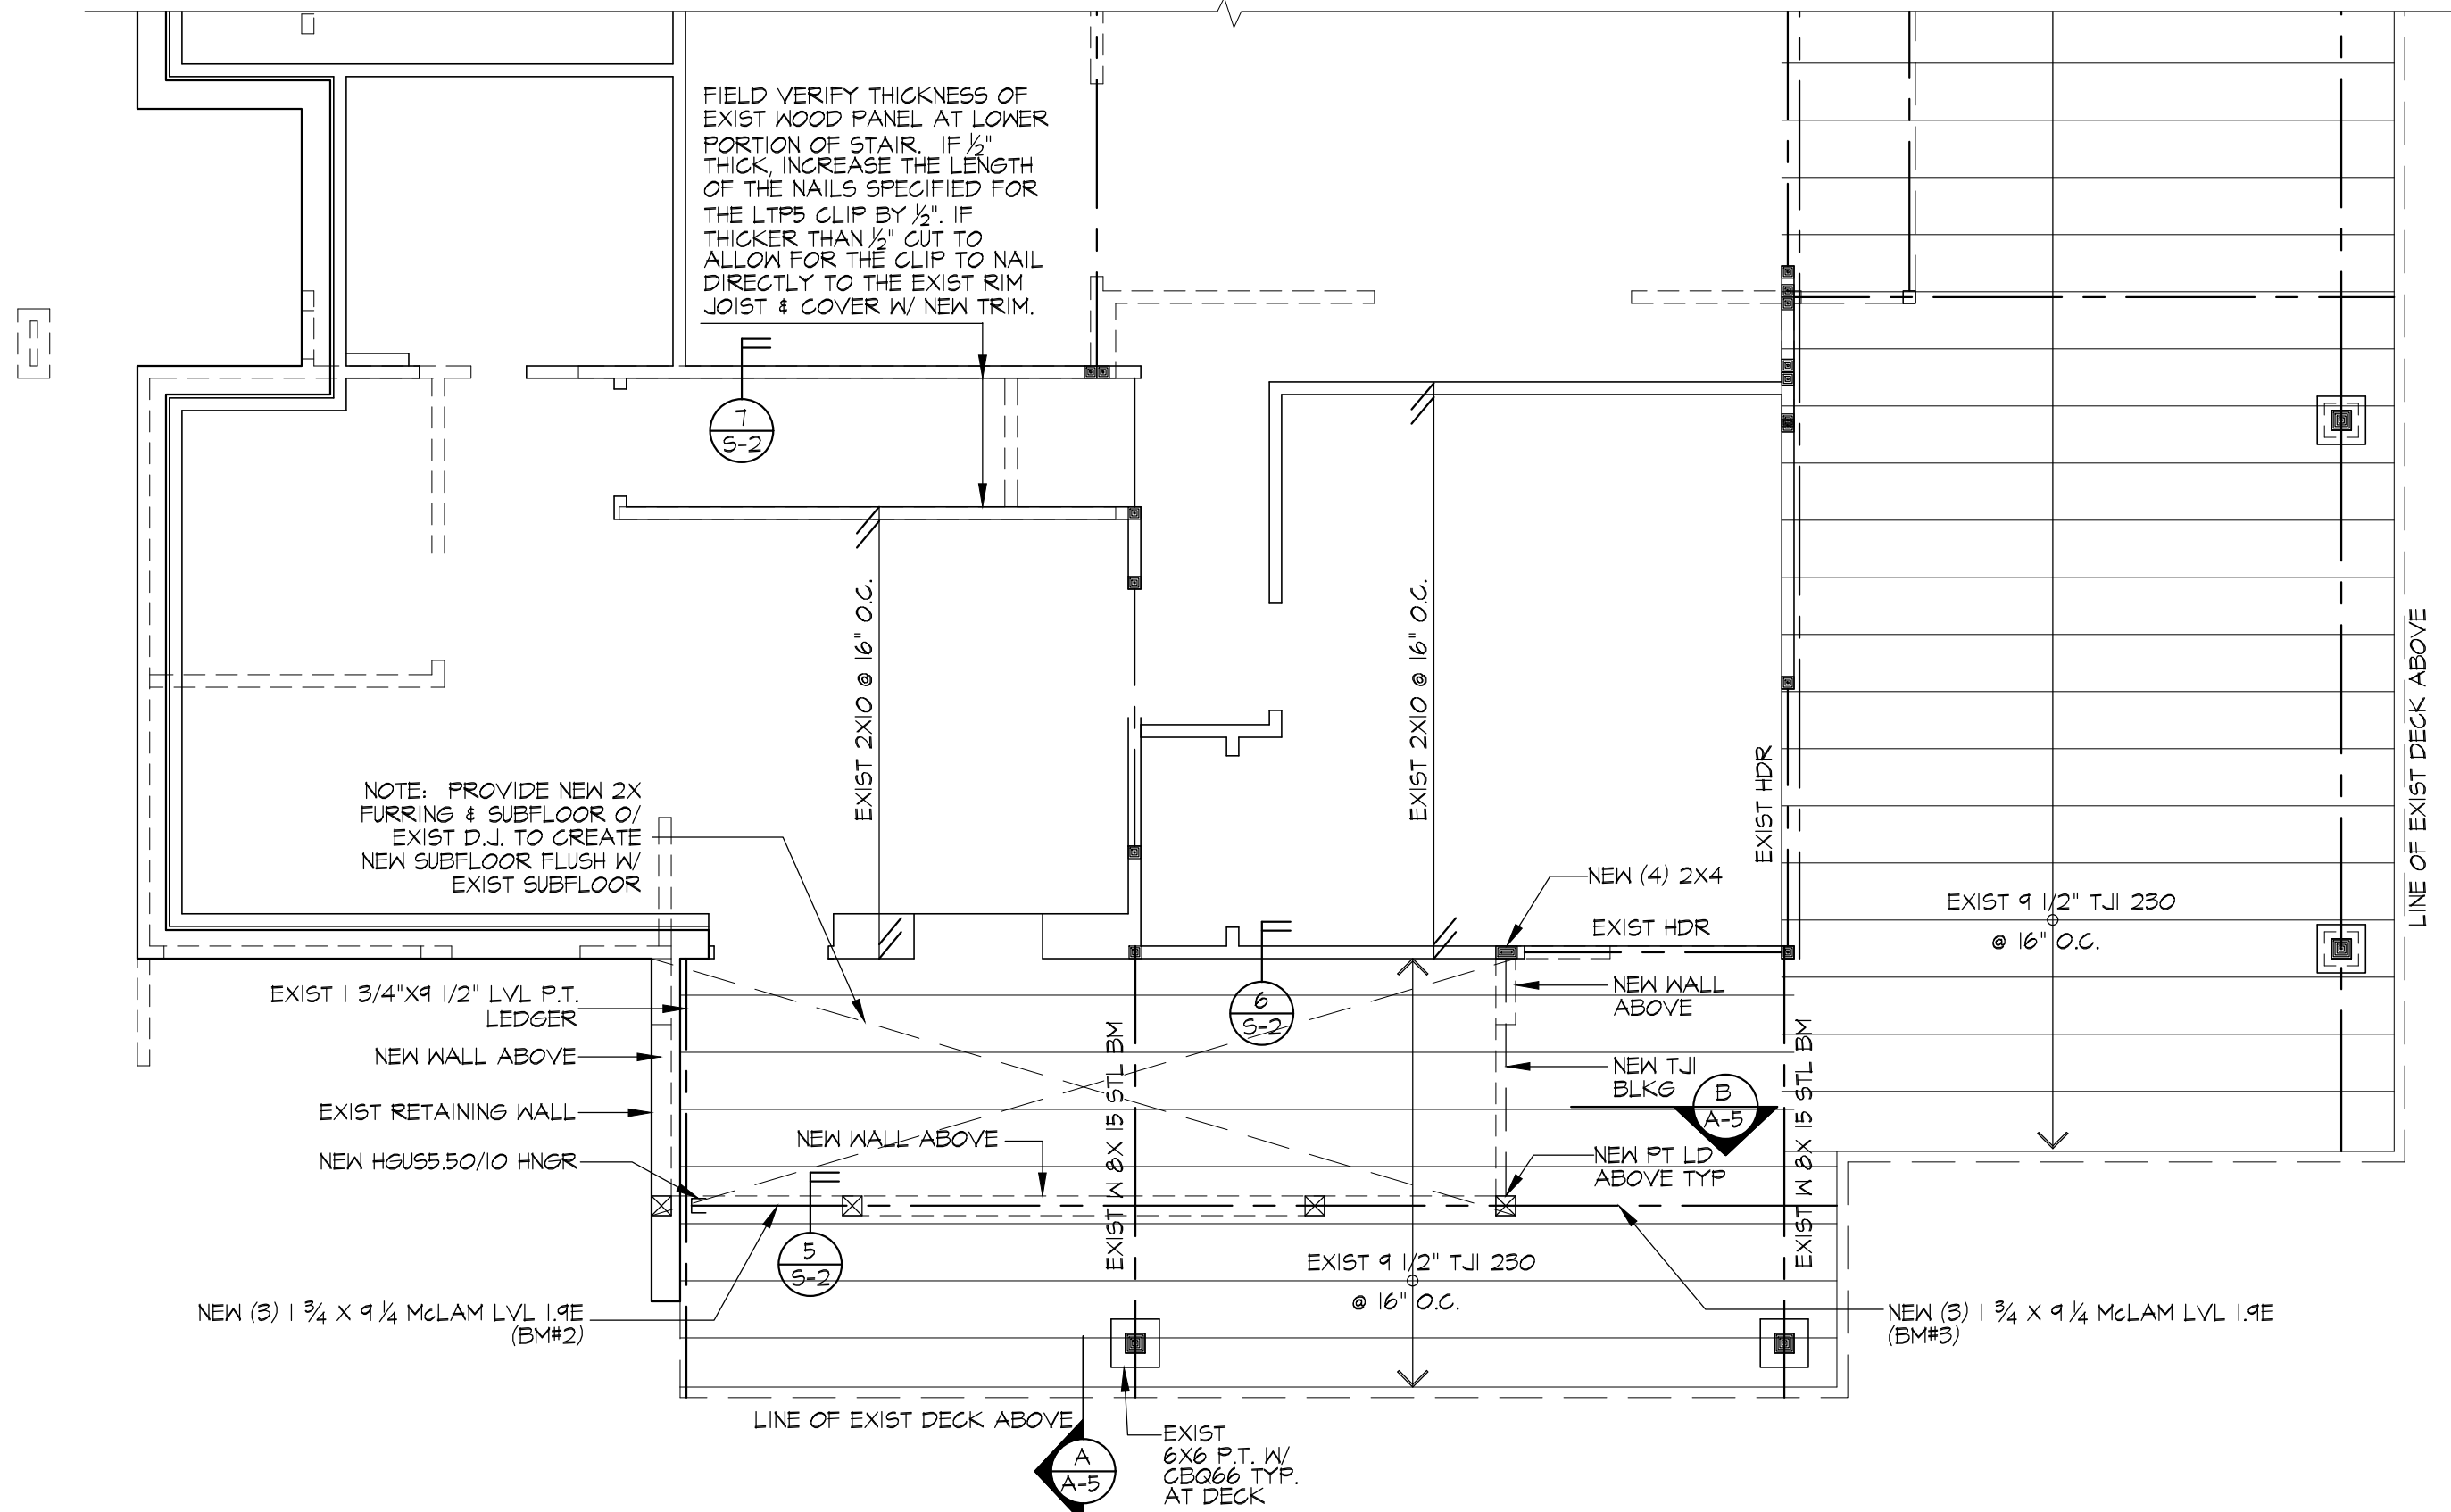 FIELD VERIFY THICKNESS OF
EXIST WOOD PANEL AT LOWER
PORTION OF STAIR. IF ½"
THICK, INCREASE THE LENGTH
OF THE NAILS SPECIFIED FOR
THE LTP5 CLIP BY ½". IF
THICKER THAN ½" CUT TO
ALLOW FOR THE CLIP TO NAIL
DIRECTLY TO THE EXIST RIM
JOIST & COVER W/ NEW TRIM.
7
S-2
EXIST 2X10 @ 16" O.C.
EXIST 2X10 @ 16" O.C.
EXIST HDR
LINE OF EXIST DECK ABOVE
NOTE: PROVIDE NEW 2X
FURRING & SUBFLOOR O/
EXIST D.J. TO CREATE
NEW SUBFLOOR FLUSH W/
EXIST SUBFLOOR
NEW (4) 2X4
EXIST HDR
EXIST 9 1/2" TJI 230
@ 16" O.C.
EXIST 1 3/4"X9 1/2" LVL P.T.
LEDGER
6
S-2
NEW WALL
ABOVE
NEW WALL ABOVE
NEW TJI
BLKG
B
A-5
EXIST RETAINING WALL
NEW WALL ABOVE
EXIST W 8X 15 STL BM
EXIST W 8X 15 STL BM
NEW HGUS5.50/10 HNGR
NEW PT LD
ABOVE TYP
5
S-2
EXIST 9 1/2" TJI 230
@ 16" O.C.
NEW (3) 1 ¾ X 9 ¼ McLAM LVL 1.9E
(BM#2)
NEW (3) 1 ¾ X 9 ¼ McLAM LVL 1.9E
(BM#3)
LINE OF EXIST DECK ABOVE
A
A-5
EXIST
6X6 P.T. W/
CBQ66 TYP.
AT DECK